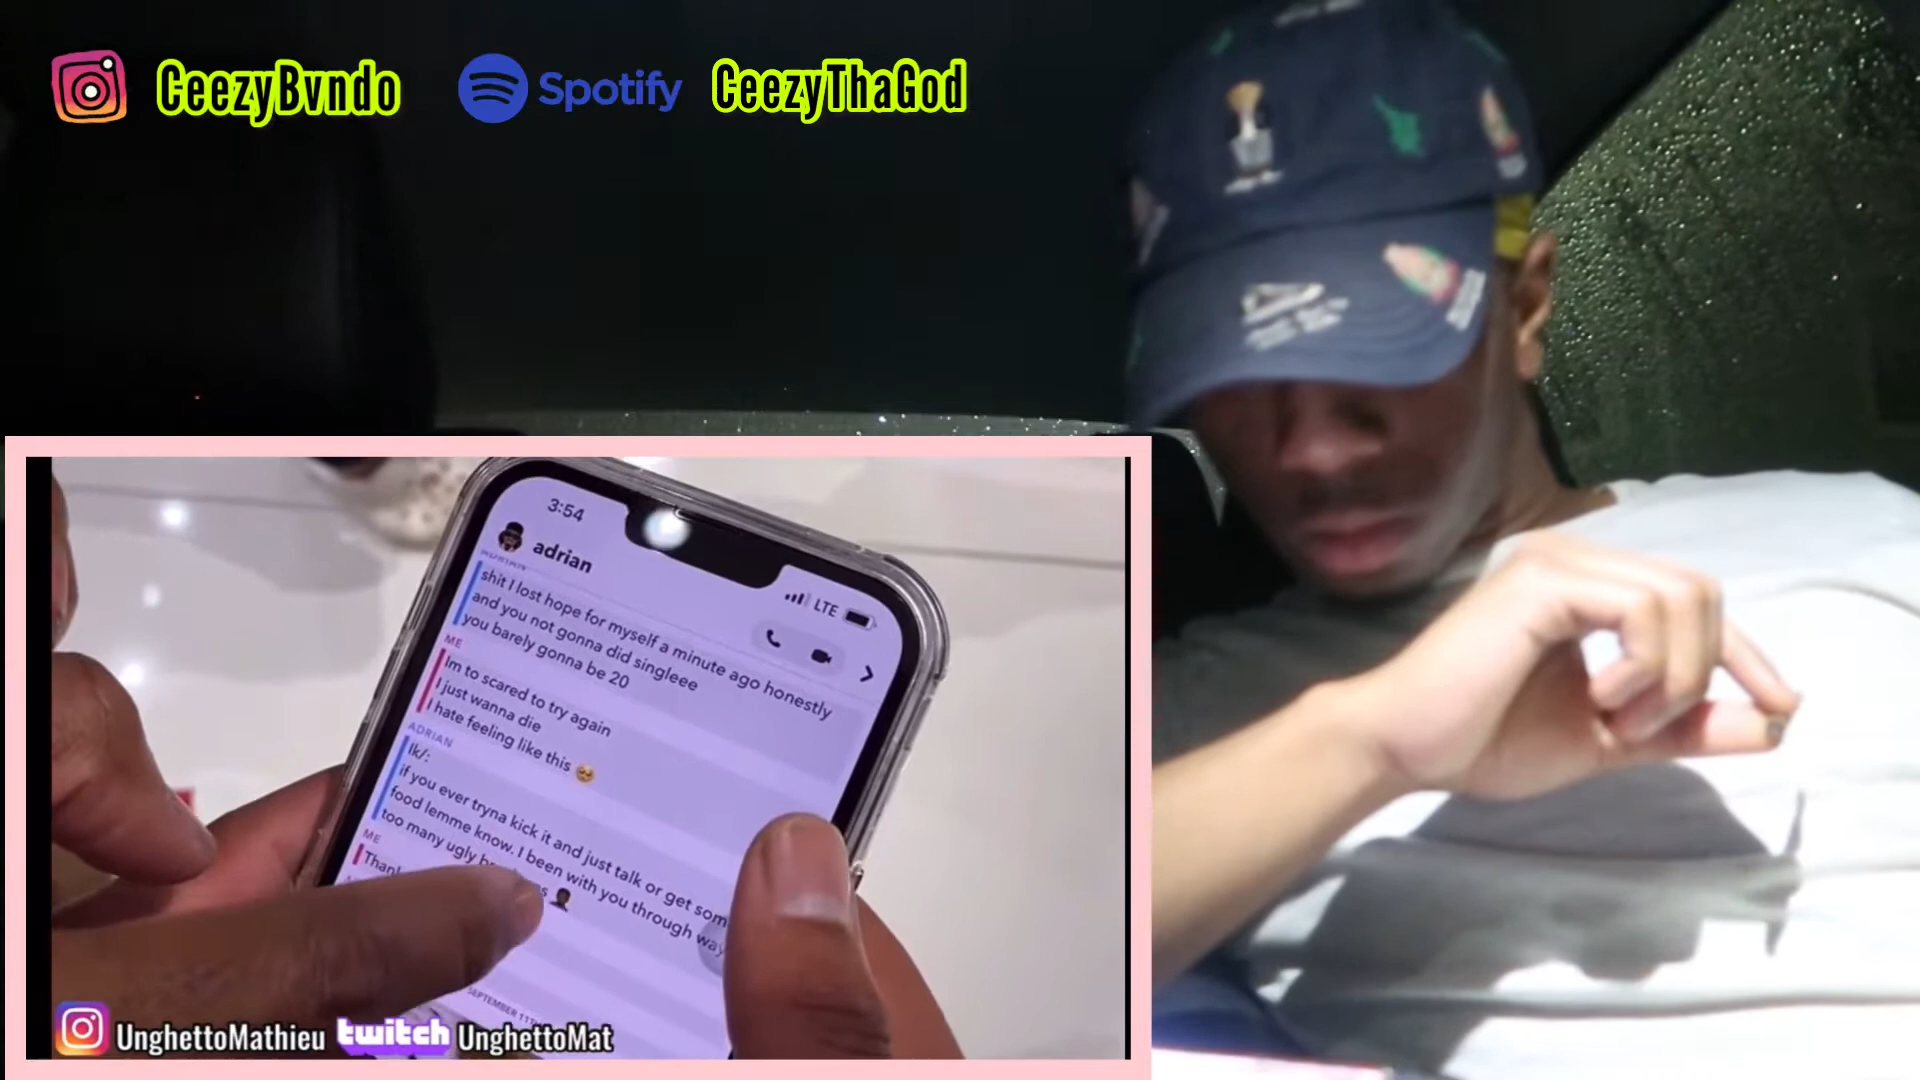 CeezyBvndo Spotify CeezyThaGod
3:54
LTE
adrian
shit I lost hope for myself a minute ago honestly
and you not gonna did singleee
you barely gonna be 20
ME
Im to scared to try again
I just wanna die
I hate feeling like this 🥺
ADRIAN
Ik/:
if you ever tryna kick it and just talk or get som
food lemme know. I been with you through way
too many ugly
ME
SEPTEMBER 11TH
UnghettoMathieu twitch UnghettoMat